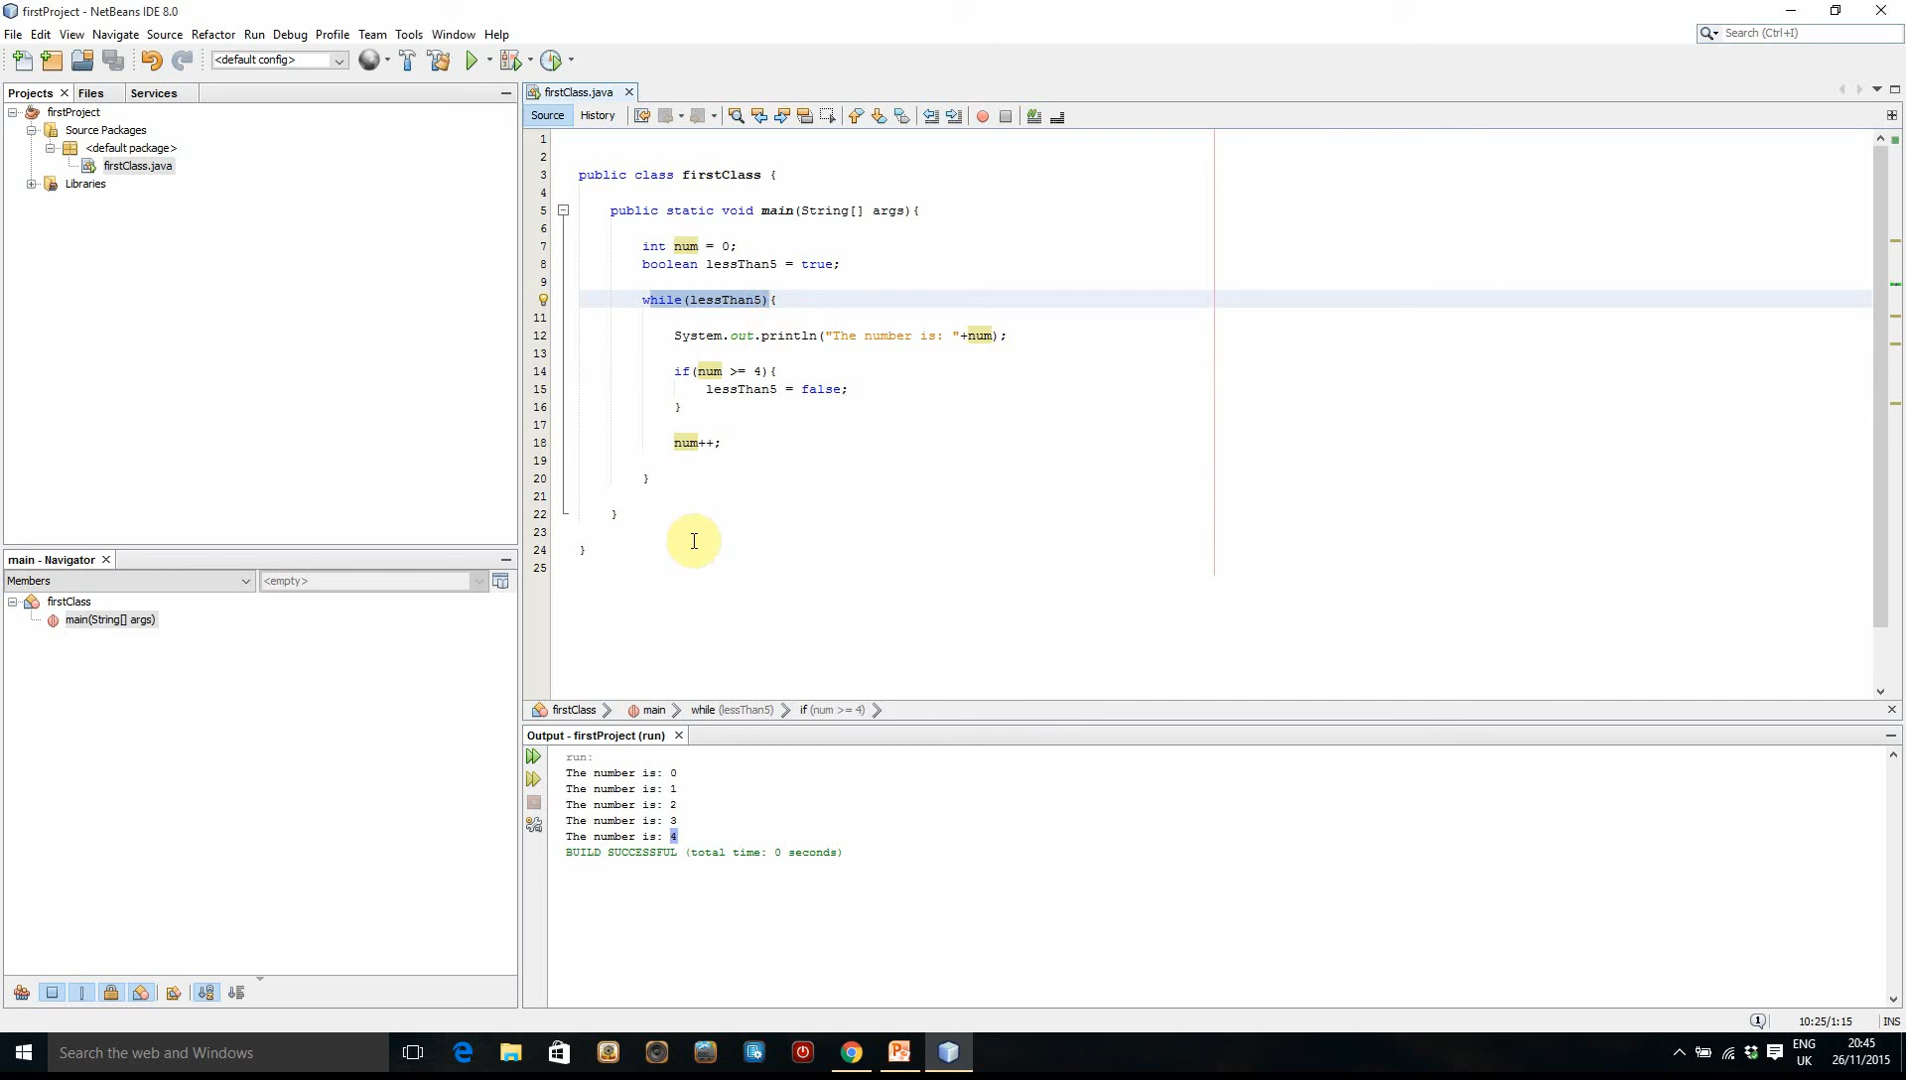 firstProject - NetBeans IDE 8.0
File Edit View Navigate Source Refactor Run Debug Profile Team Tools Window Help
Search (Ctrl+I)
<default config>
Projects Files Services
firstProject
Source Packages
<default package>
firstClass.java
Libraries
main - Navigator
Members <empty>
firstClass
main(String[] args)
firstClass.java
Source History
1
2
3 public class firstClass {
4
5 public static void main(String[] args){
6
7 int num = 0;
8 boolean lessThan5 = true;
9
while(lessThan5){
11
12 System.out.println("The number is: "+num);
13
14 if(num >= 4){
15 lessThan5 = false;
16 }
17
18 num++;
19
20 }
21
22 }
23
24 }
25
firstClass main while (lessThan5) if (num >= 4)
Output - firstProject (run)
run:
The number is: 0
The number is: 1
The number is: 2
The number is: 3
The number is: 4
BUILD SUCCESSFUL (total time: 0 seconds)
1 10:25/1:15 INS
Search the web and Windows
ENG
UK
20:45
26/11/2015